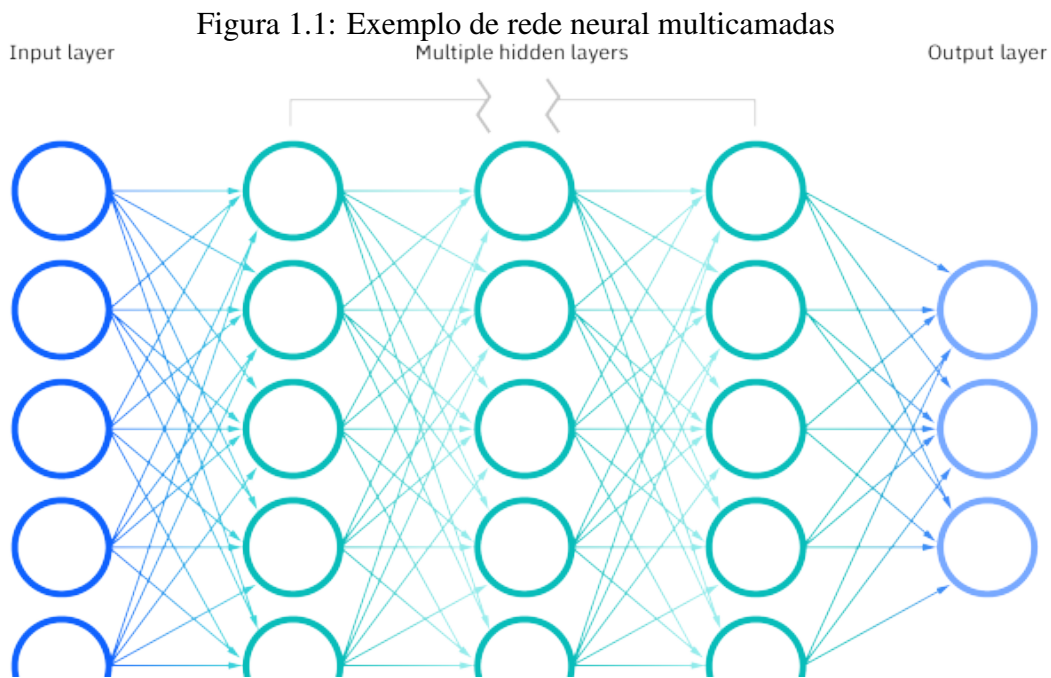 Figura 1.1: Exemplo de rede neural multicamadas
Input layer
Multiple hidden layers
Output layer